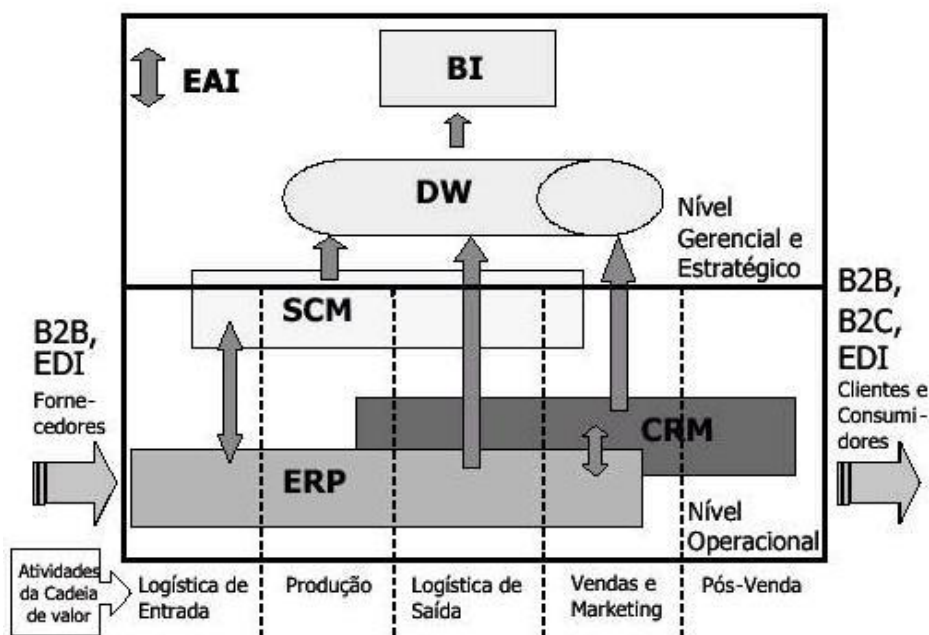 EAI
BI
DW
Nível
Gerencial e
Estratégico
SCM
B2B,
EDI
Forne-
cedores
B2B,
B2C,
EDI
Clientes e
Consumi-
dores
CRM
ERP
Nível
Operacional
Atividades
da Cadeia
de valor
Logística de
Entrada
Produção
Logística de
Saída
Vendas e
Marketing
Pós-Venda